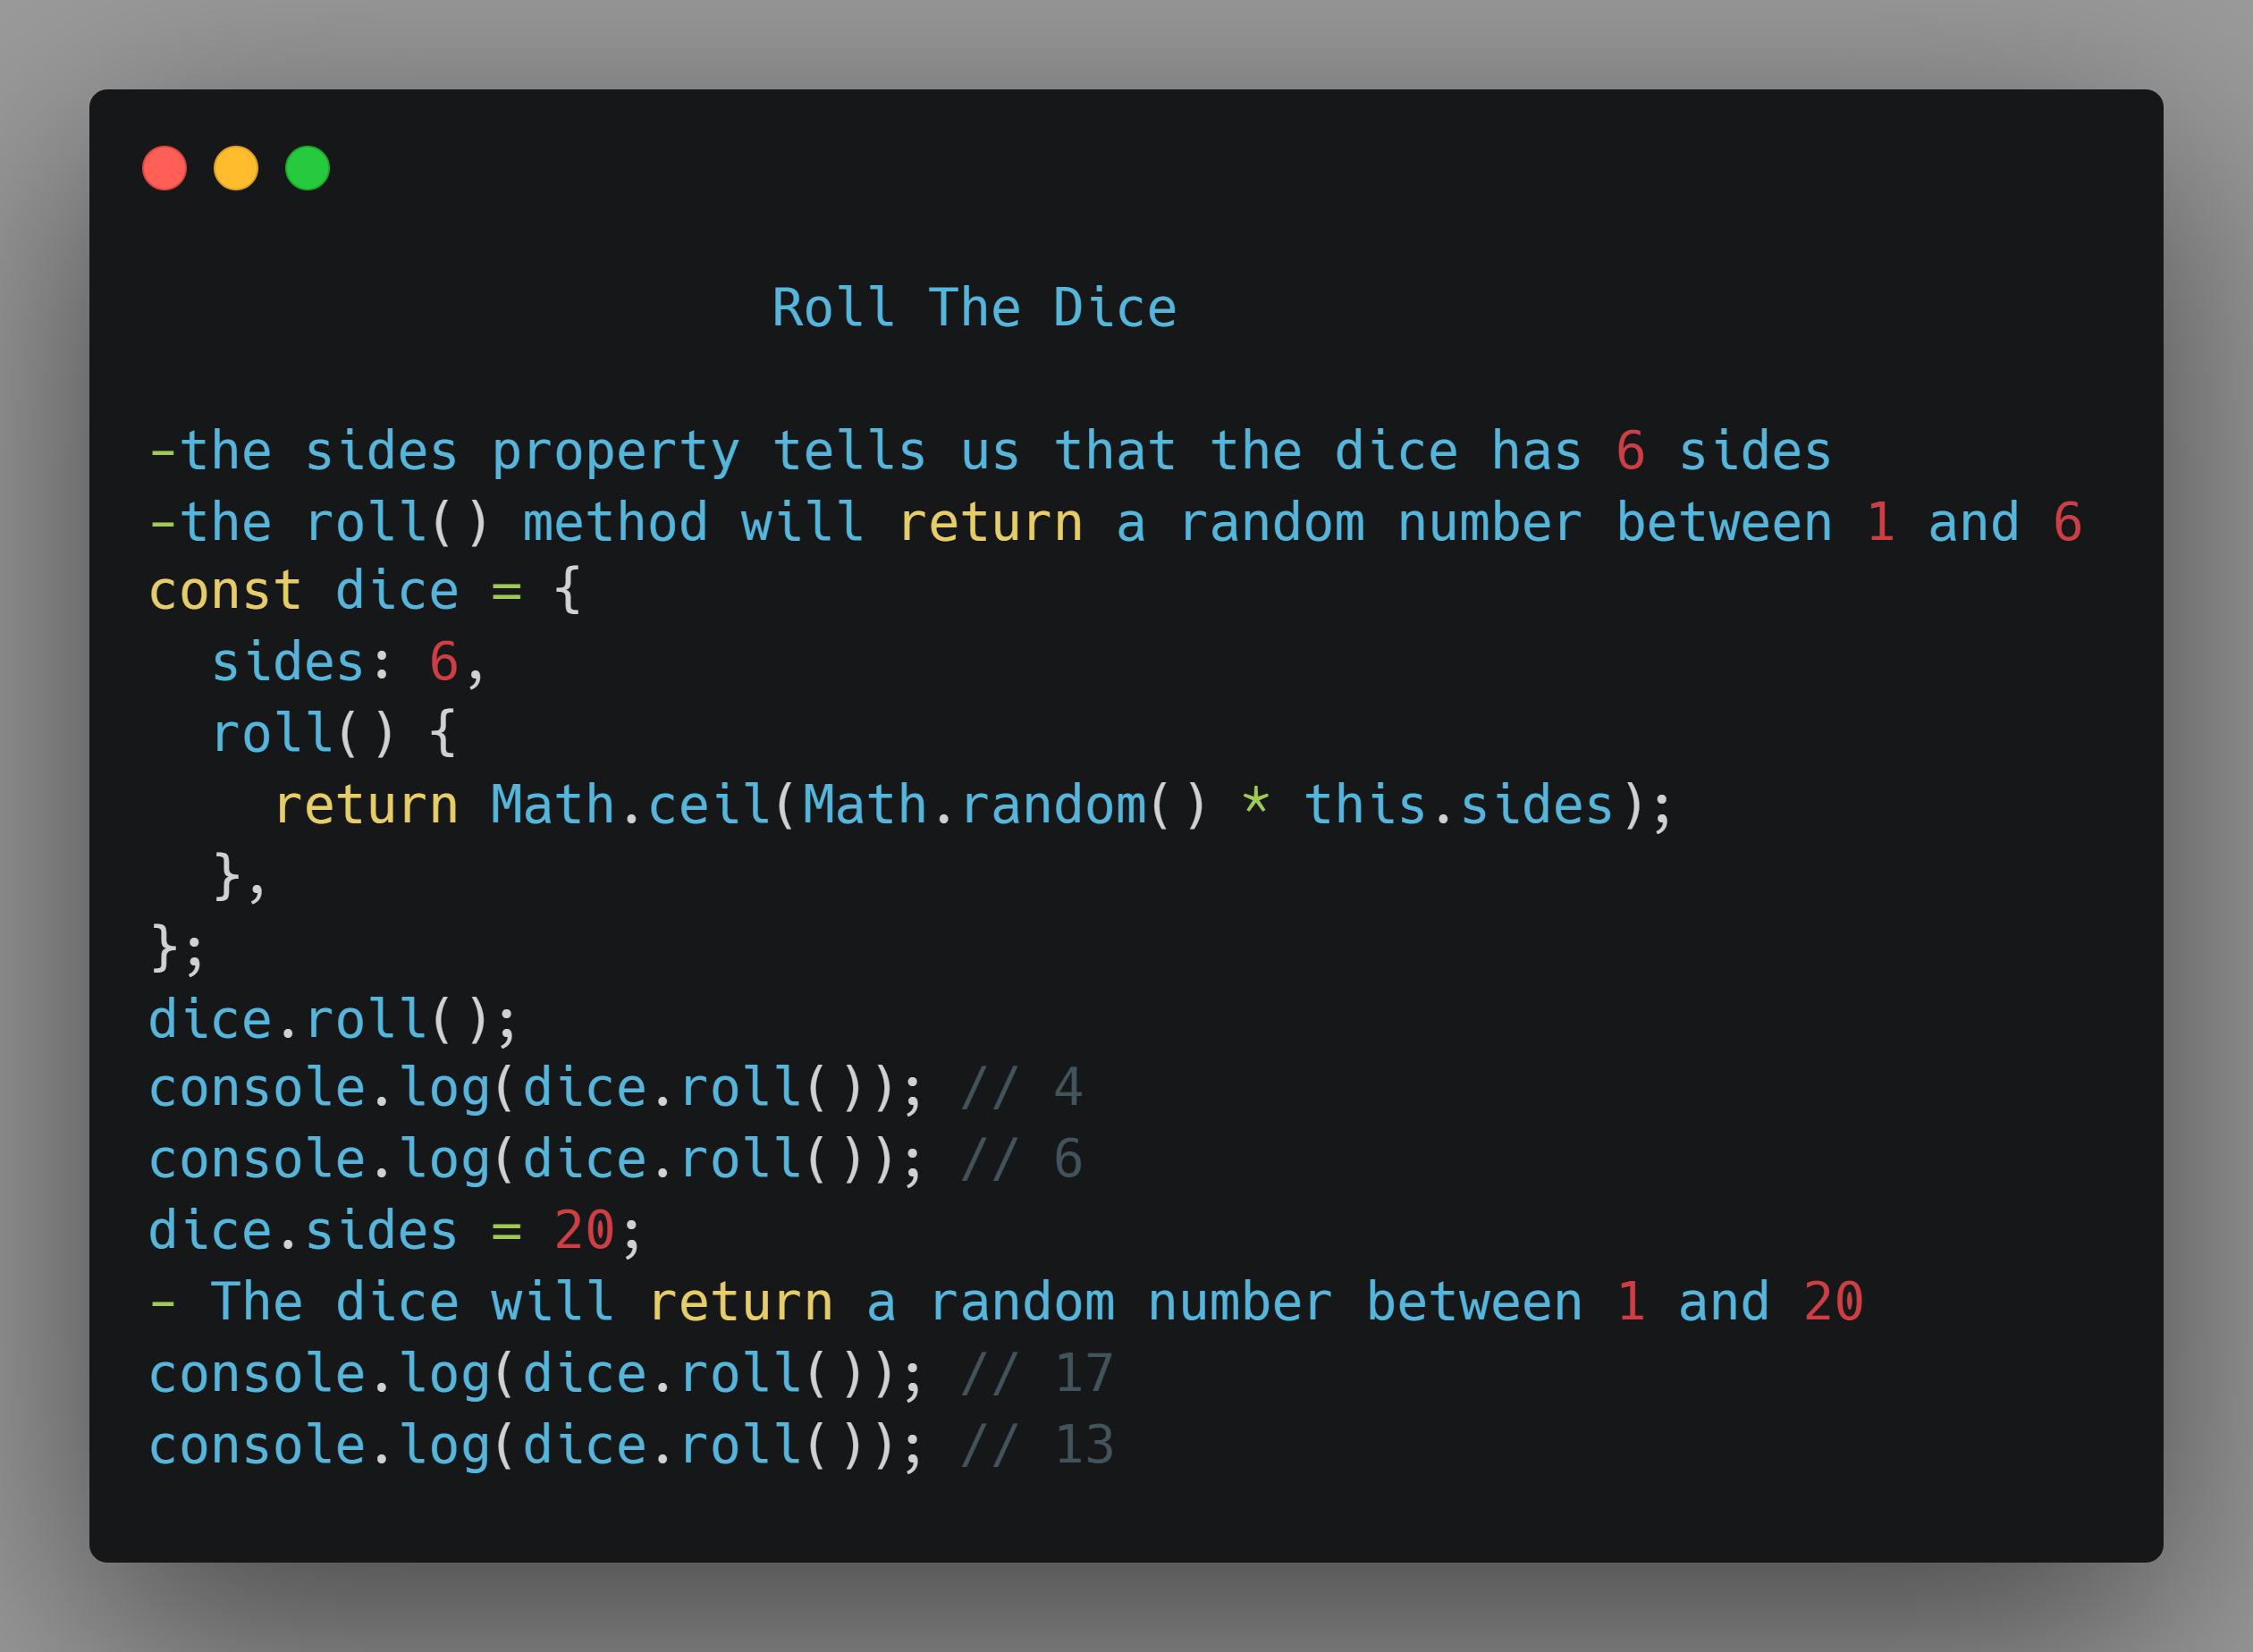 Roll The Dice
-the sides property tells us that the dice has 6 sides
-the roll() method will return a random number between 1 and 6
const dice = {
  sides: 6,
  roll() {
    return Math.ceil(Math.random() * this.sides);
  },
};
dice.roll();
console.log(dice.roll()); // 4
console.log(dice.roll()); // 6
dice.sides = 20;
- The dice will return a random number between 1 and 20
console.log(dice.roll()); // 17
console.log(dice.roll()); // 13